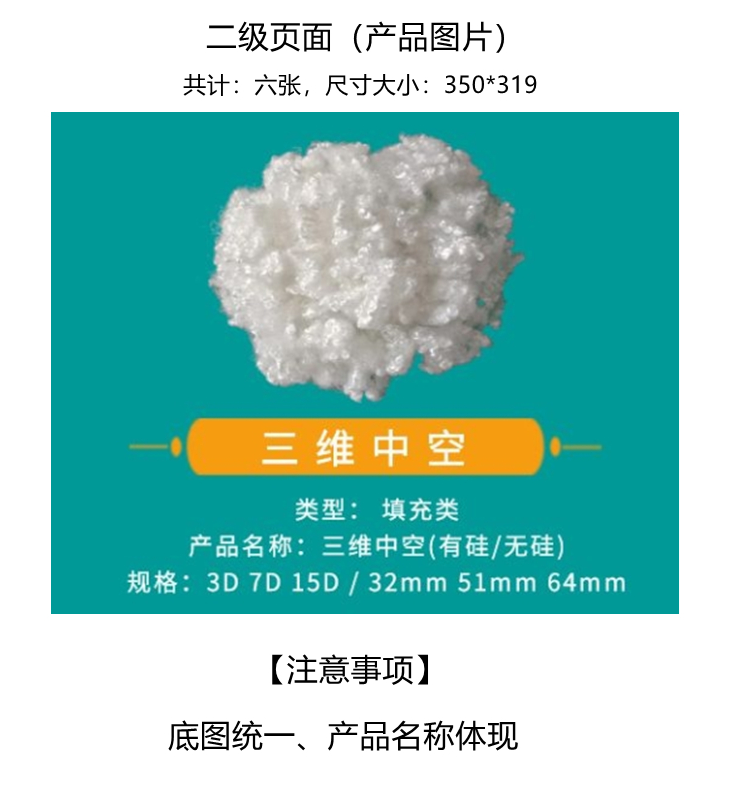 二级页面（产品图片）
共计：六张，尺寸大小：350*319
三维中空
类型： 填充类
产品名称：三维中空(有硅/无硅)
规格：3D 7D 15D / 32mm 51mm 64mm
【注意事项】
底图统一、产品名称体现